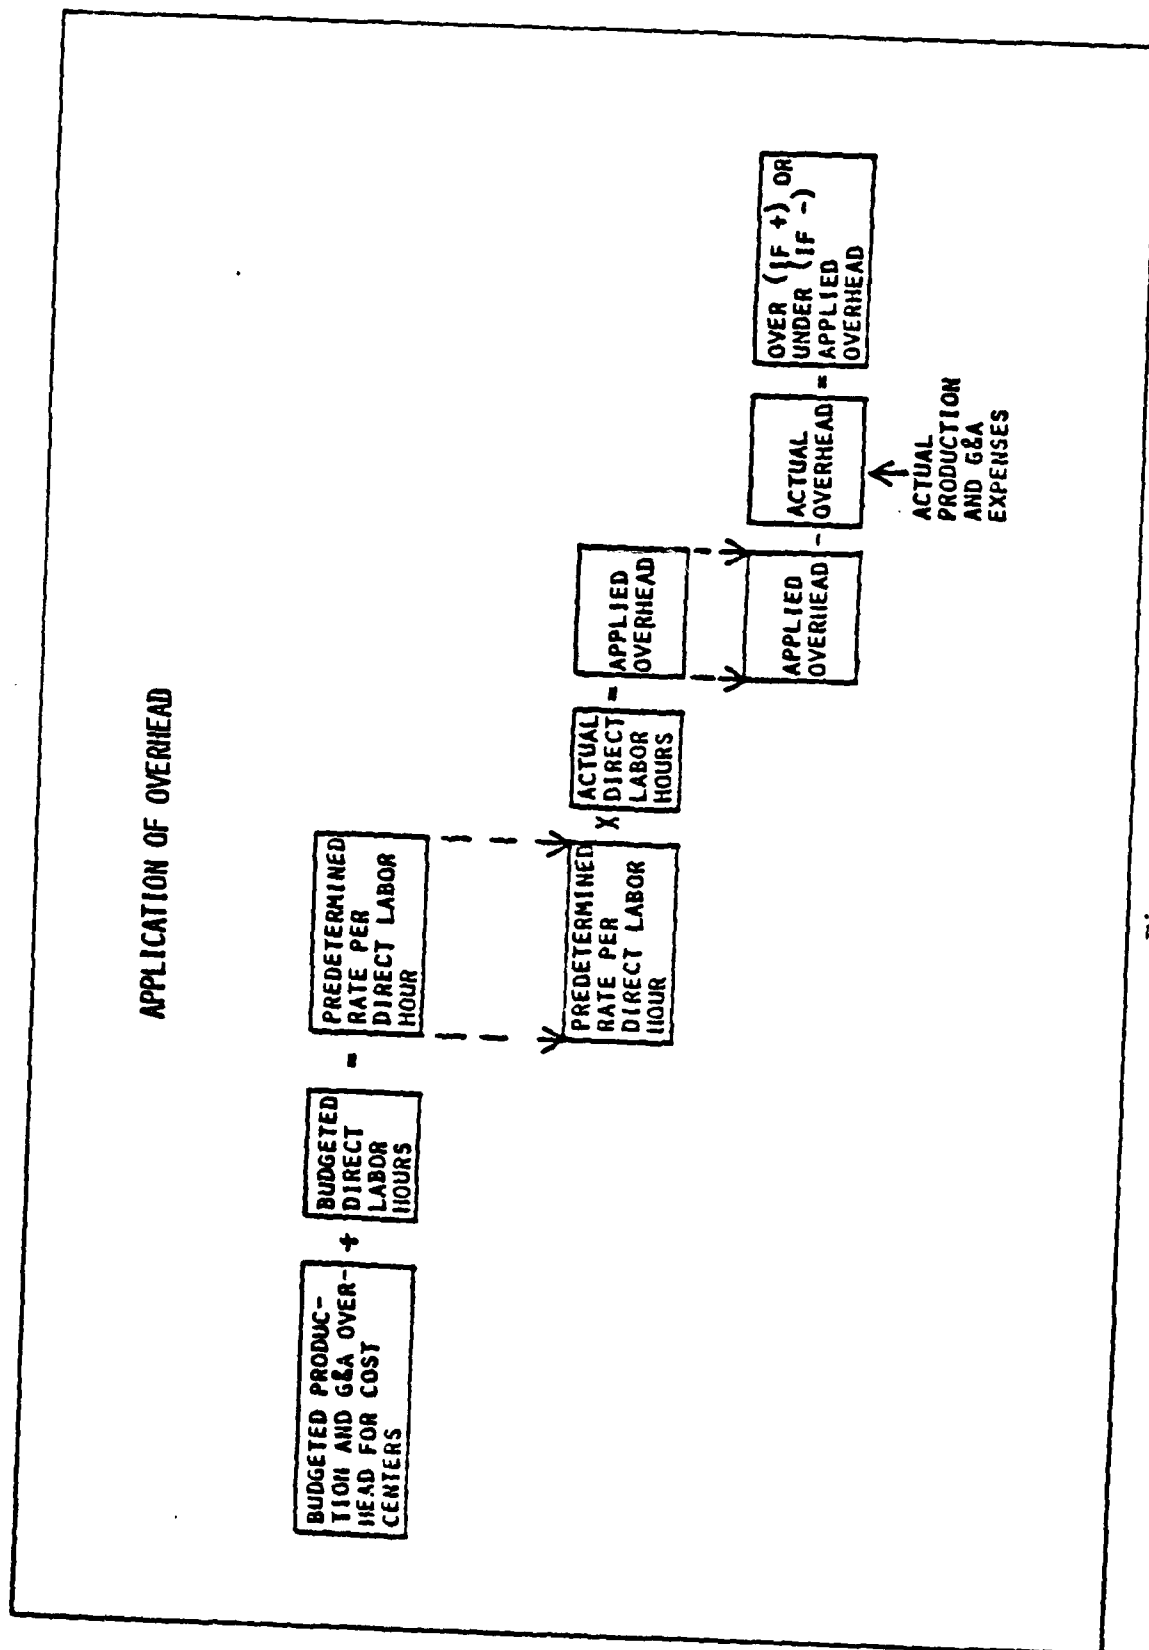 APPLICATION OF OVERHEAD
BUDGETED PRODUC-
TION AND G&A OVER-
HEAD FOR COST
CENTERS
÷
BUDGETED
DIRECT
LABOR
HOURS
=
PREDETERMINED
RATE PER
DIRECT LABOR
HOUR
PREDETERMINED
RATE PER
DIRECT LABOR
HOUR
X
ACTUAL
DIRECT
LABOR
HOURS
=
APPLIED
OVERHEAD
APPLIED
OVERHEAD
-
ACTUAL
OVERHEAD
=
OVER (IF +) OR
UNDER (IF -)
APPLIED
OVERHEAD
ACTUAL
PRODUCTION
AND G&A
EXPENSES